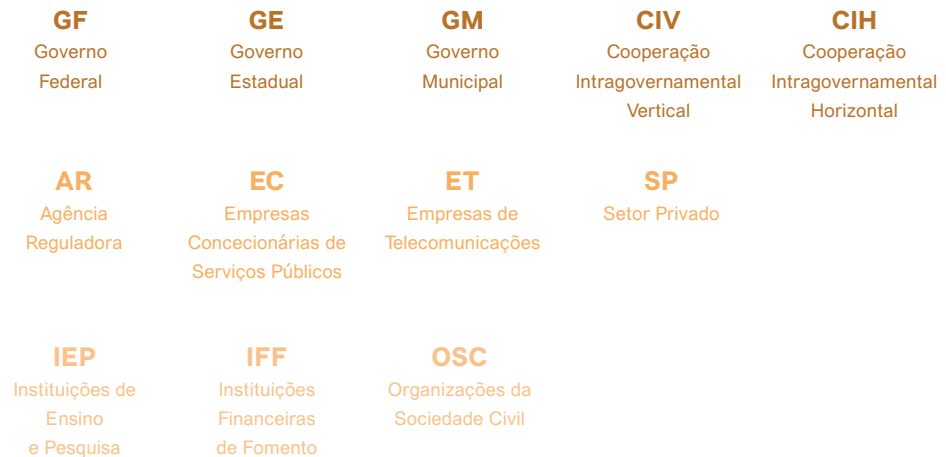 GF
Governo
Federal
GE
Governo
Estadual
GM
Governo
Municipal
CIV
Cooperação
Intragovernamental
Vertical
CIH
Cooperação
Intragovernamental
Horizontal
AR
Agência
Reguladora
EC
Empresas
Concecionárias de
Serviços Públicos
ET
Empresas de
Telecomunicações
SP
Setor Privado
IEP
Instituições de
Ensino
e Pesquisa
IFF
Instituições
Financeiras
de Fomento
OSC
Organizações da
Sociedade Civil